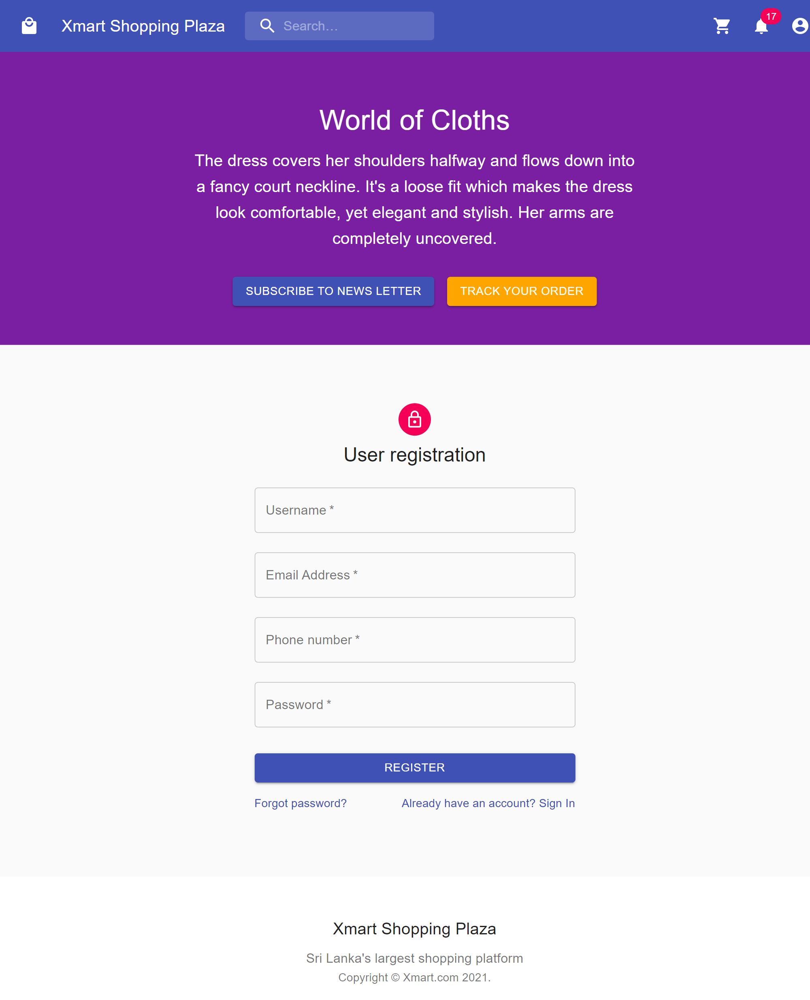 Xmart Shopping Plaza
Search…
17
World of Cloths
The dress covers her shoulders halfway and flows down into
a fancy court neckline. It's a loose fit which makes the dress
look comfortable, yet elegant and stylish. Her arms are
completely uncovered.
SUBSCRIBE TO NEWS LETTER
TRACK YOUR ORDER
User registration
Username *
Email Address *
Phone number *
Password *
REGISTER
Forgot password?
Already have an account? Sign In
Xmart Shopping Plaza
Sri Lanka's largest shopping platform
Copyright © Xmart.com 2021.